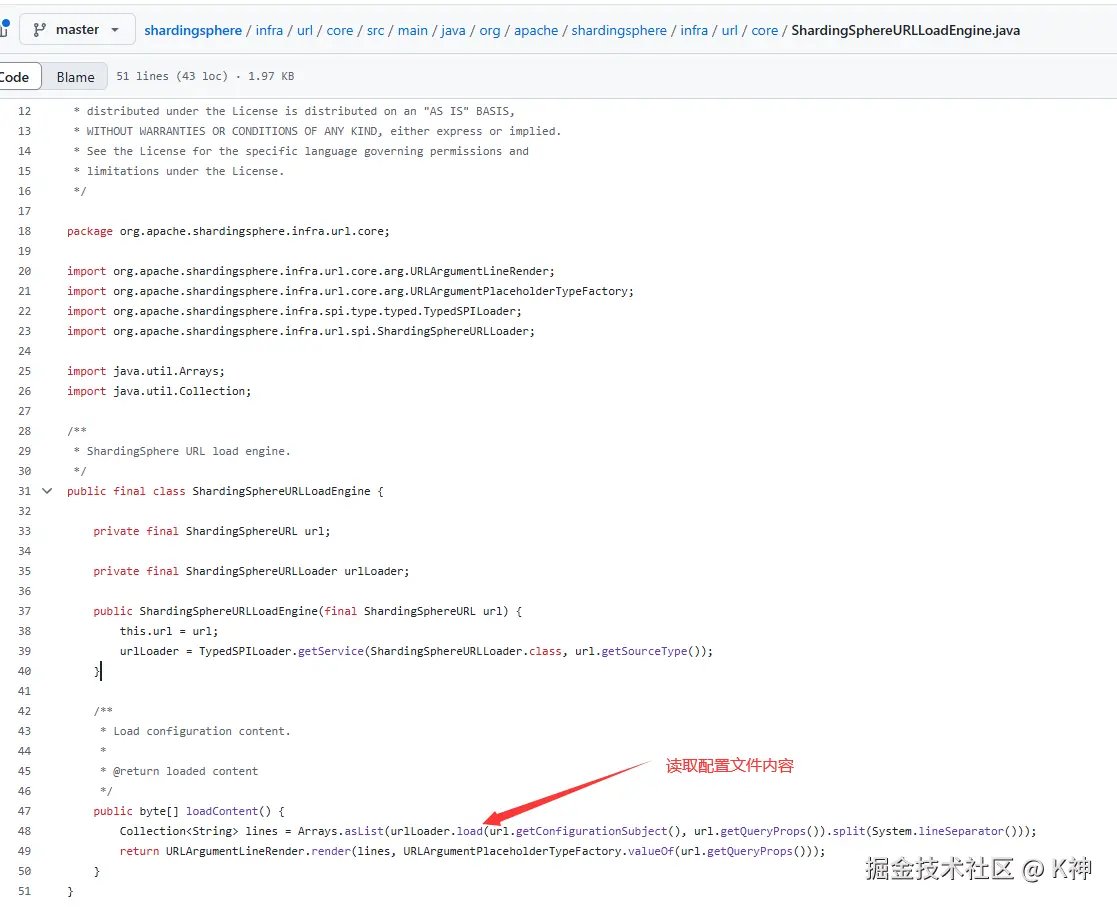 master shardingsphere / infra / url / core / src / main / java / org / apache / shardingsphere / infra / url / core / ShardingSphereURLLoadEngine.java
Code Blame 51 lines (43 loc) · 1.97 KB
12 * distributed under the License is distributed on an "AS IS" BASIS,
13 * WITHOUT WARRANTIES OR CONDITIONS OF ANY KIND, either express or implied.
14 * See the License for the specific language governing permissions and
15 * limitations under the License.
16 */
17
18 package org.apache.shardingsphere.infra.url.core;
19
20 import org.apache.shardingsphere.infra.url.core.arg.URLArgumentLineRender;
21 import org.apache.shardingsphere.infra.url.core.arg.URLArgumentPlaceholderTypeFactory;
22 import org.apache.shardingsphere.infra.spi.type.typed.TypedSPILoader;
23 import org.apache.shardingsphere.infra.url.spi.ShardingSphereURLLoader;
24
25 import java.util.Arrays;
26 import java.util.Collection;
27
28 /**
29 * ShardingSphere URL load engine.
30 */
31 public final class ShardingSphereURLLoadEngine {
32
33 private final ShardingSphereURL url;
34
35 private final ShardingSphereURLLoader urlLoader;
36
37 public ShardingSphereURLLoadEngine(final ShardingSphereURL url) {
38 this.url = url;
39 urlLoader = TypedSPILoader.getService(ShardingSphereURLLoader.class, url.getSourceType());
40 }
41
42 /**
43 * Load configuration content.
44 *
45 * @return loaded content
46 */
读取配置文件内容
47 public byte[] loadContent() {
48 Collection<String> lines = Arrays.asList(urlLoader.load(url.getConfigurationSubject(), url.getQueryProps()).split(System.lineSeparator()));
49 return URLArgumentLineRender.render(lines, URLArgumentPlaceholderTypeFactory.valueOf(url.getQueryProps()));
50 }
51 }
掘金技术社区 @ K神